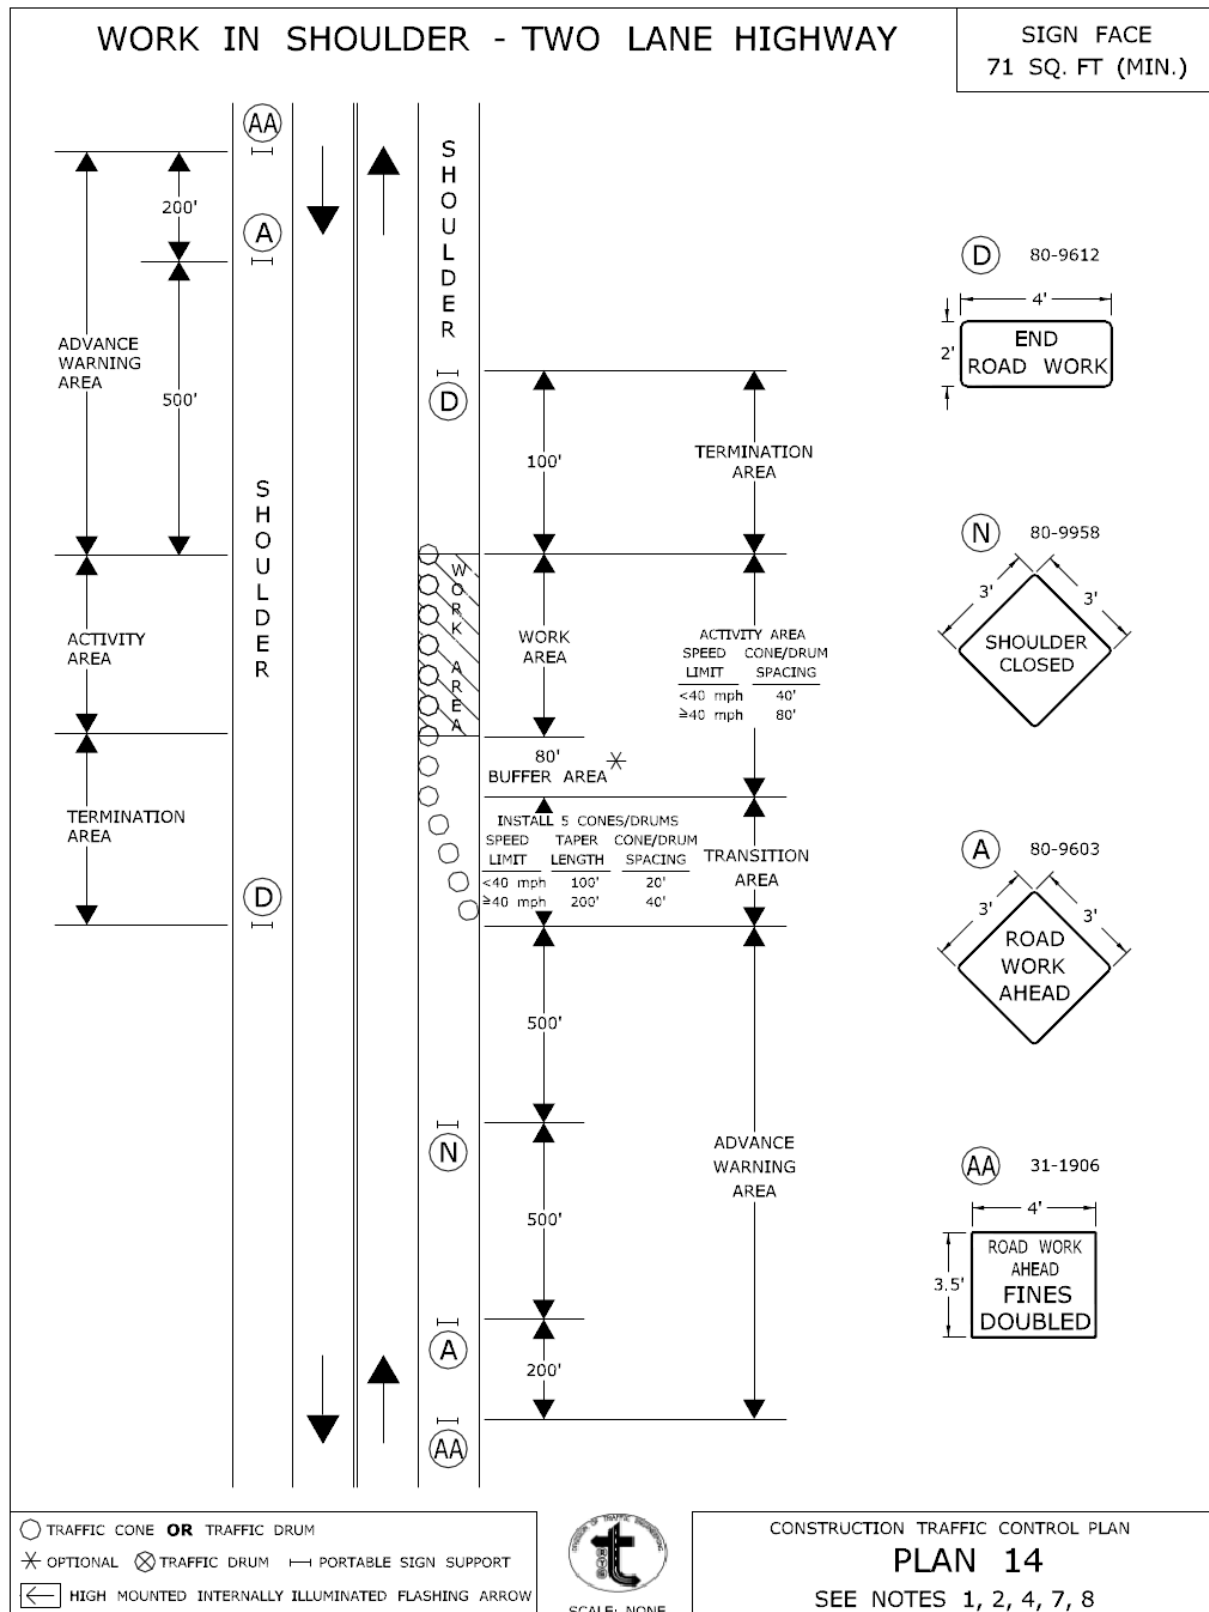 WORK IN SHOULDER - TWO LANE HIGHWAY
SIGN FACE
71 SQ. FT (MIN.)
AA
200'
A
ADVANCE
WARNING
AREA
500'
SHOULDER
ACTIVITY
AREA
TERMINATION
AREA
D
SHOULDER
D
100'
TERMINATION
AREA
WORK AREA
WORK
AREA
ACTIVITY AREA
SPEED CONE/DRUM
LIMIT SPACING
<40 mph 40'
≥40 mph 80'
80'
BUFFER AREA *
INSTALL 5 CONES/DRUMS
SPEED TAPER CONE/DRUM
LIMIT LENGTH SPACING
<40 mph 100' 20'
≥40 mph 200' 40'
TRANSITION
AREA
500'
N
ADVANCE
WARNING
AREA
500'
A
200'
AA
D 80-9612
4'
2'
END
ROAD WORK
N 80-9958
3' 3'
SHOULDER
CLOSED
A 80-9603
3' 3'
ROAD
WORK
AHEAD
AA 31-1906
4'
3.5'
ROAD WORK
AHEAD
FINES
DOUBLED
TRAFFIC CONE OR TRAFFIC DRUM
* OPTIONAL TRAFFIC DRUM PORTABLE SIGN SUPPORT
HIGH MOUNTED INTERNALLY ILLUMINATED FLASHING ARROW
DIVISION OF TRAFFIC ENGINEERING
t
SCALE: NONE
CONSTRUCTION TRAFFIC CONTROL PLAN
PLAN 14
SEE NOTES 1, 2, 4, 7, 8